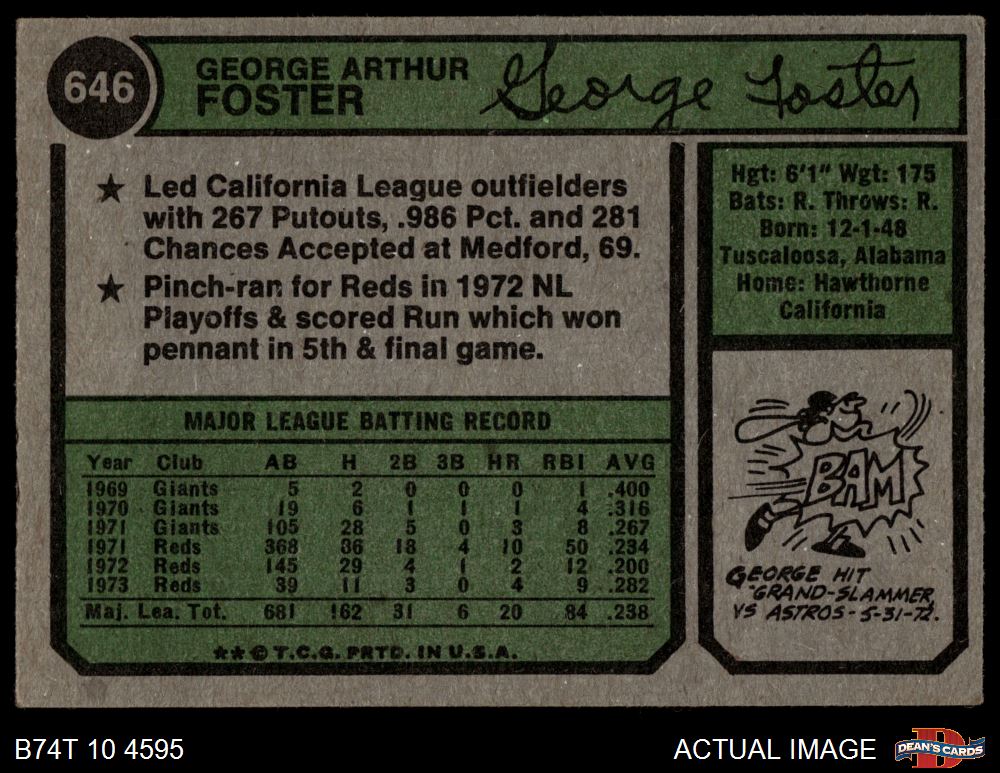 646
GEORGE ARTHUR
FOSTER
George Foster
★ Led California League outfielders
with 267 Putouts, .986 Pct. and 281
Chances Accepted at Medford, 69.
★ Pinch-ran for Reds in 1972 NL
Playoffs & scored Run which won
pennant in 5th & final game.
Hgt: 6'1" Wgt: 175
Bats: R. Throws: R.
Born: 12-1-48
Tuscaloosa, Alabama
Home: Hawthorne
California
MAJOR LEAGUE BATTING RECORD
Year Club AB H 2B 3B HR RBI AVG
1969 Giants 5 2 0 0 0 1 .400
1970 Giants 19 6 1 1 1 4 .316
1971 Giants 105 28 5 0 3 8 .267
1971 Reds 368 86 18 4 10 50 .234
1972 Reds 145 29 4 1 2 12 .200
1973 Reds 39 11 3 0 4 9 .282
Maj. Lea. Tot. 681 162 31 6 20 84 .238
★★©T.C.G. PRTD. IN U.S.A.
BAM
GEORGE HIT
"GRAND-SLAMMER,
VS ASTROS-5-31-72.
B74T 10 4595
ACTUAL IMAGE
D
DEAN'S CARDS